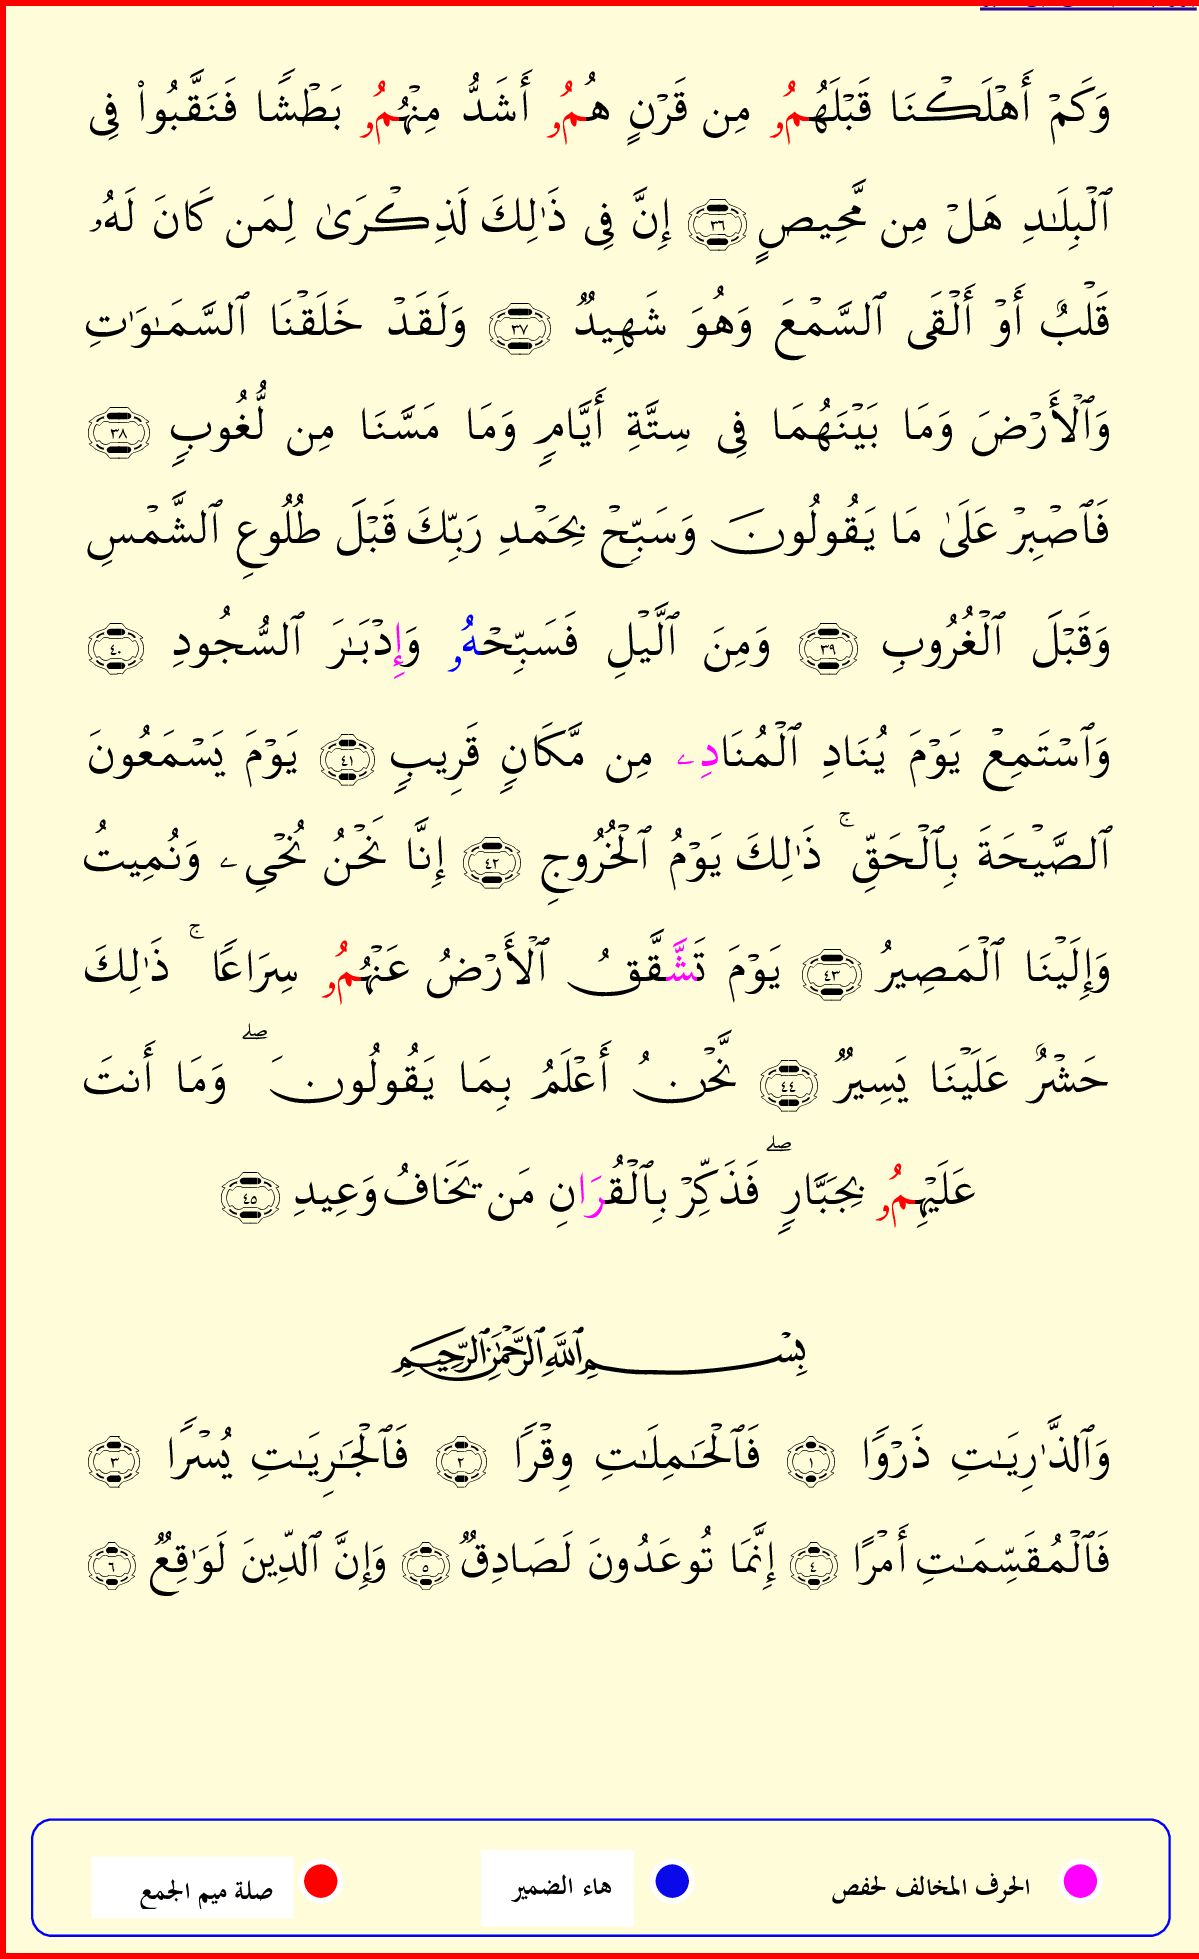 وَكَمۡ أَهۡلَكۡنَا قَبۡلَهُمُۥ مِن قَرۡنٍ هُمُۥ أَشَدُّ مِنۡهُمُۥ بَطۡشًا فَنَقَّبُواْ فِى
ٱلۡبِلَـٰدِ هَلۡ مِن مَّحِيصٍ ٣٦ إِنَّ فِى ذَٰلِكَ لَذِكۡرَىٰ لِمَن كَانَ لَهُۥ
قَلۡبٌ أَوۡ أَلۡقَى ٱلسَّمۡعَ وَهُوَ شَهِيدٌ ٣٧ وَلَقَدۡ خَلَقۡنَا ٱلسَّمَـٰوَٰتِ
وَٱلۡأَرۡضَ وَمَا بَيۡنَهُمَا فِى سِتَّةِ أَيَّامٍ وَمَا مَسَّنَا مِن لُّغُوبٍ ٣٨
فَٱصۡبِرۡ عَلَىٰ مَا يَقُولُونَ وَسَبِّحۡ بِحَمۡدِ رَبِّكَ قَبۡلَ طُلُوعِ ٱلشَّمۡسِ
وَقَبۡلَ ٱلۡغُرُوبِ ٣٩ وَمِنَ ٱلَّيۡلِ فَسَبِّحۡهُۥ وَإِدۡبَـٰرَ ٱلسُّجُودِ ٤٠
وَٱسۡتَمِعۡ يَوۡمَ يُنَادِ ٱلۡمُنَادِۦ مِن مَّكَانٍ قَرِيبٍ ٤١ يَوۡمَ يَسۡمَعُونَ
ٱلصَّيۡحَةَ بِٱلۡحَقِّۚ ذَٰلِكَ يَوۡمُ ٱلۡخُرُوجِ ٤٢ إِنَّا نَحۡنُ نُحۡىِۦ وَنُمِيتُ
وَإِلَيۡنَا ٱلۡمَصِيرُ ٤٣ يَوۡمَ تَشَّقَّقُ ٱلۡأَرۡضُ عَنۡهُمُۥ سِرَاعًاۚ ذَٰلِكَ
حَشۡرٌ عَلَيۡنَا يَسِيرٌ ٤٤ نَّحۡنُ أَعۡلَمُ بِمَا يَقُولُونَۖ وَمَا أَنتَ
عَلَيۡهِمُۥ بِجَبَّارٍۖ فَذَكِّرۡ بِٱلۡقُرَانِ مَن يَخَافُ وَعِيدِ ٤٥
بِسۡمِ ٱللَّهِ ٱلرَّحۡمَٰنِ ٱلرَّحِيمِ
وَٱلذَّٰرِيَـٰتِ ذَرۡوًا ١ فَٱلۡحَـٰمِلَـٰتِ وِقۡرًا ٢ فَٱلۡجَـٰرِيَـٰتِ يُسۡرًا ٣
فَٱلۡمُقَسِّمَـٰتِ أَمۡرًا ٤ إِنَّمَا تُوعَدُونَ لَصَادِقٌ ٥ وَإِنَّ ٱلدِّينَ لَوَٰقِعٌ ٦
الحرف المخالف لحفص هاء الضمير صلة ميم الجمع